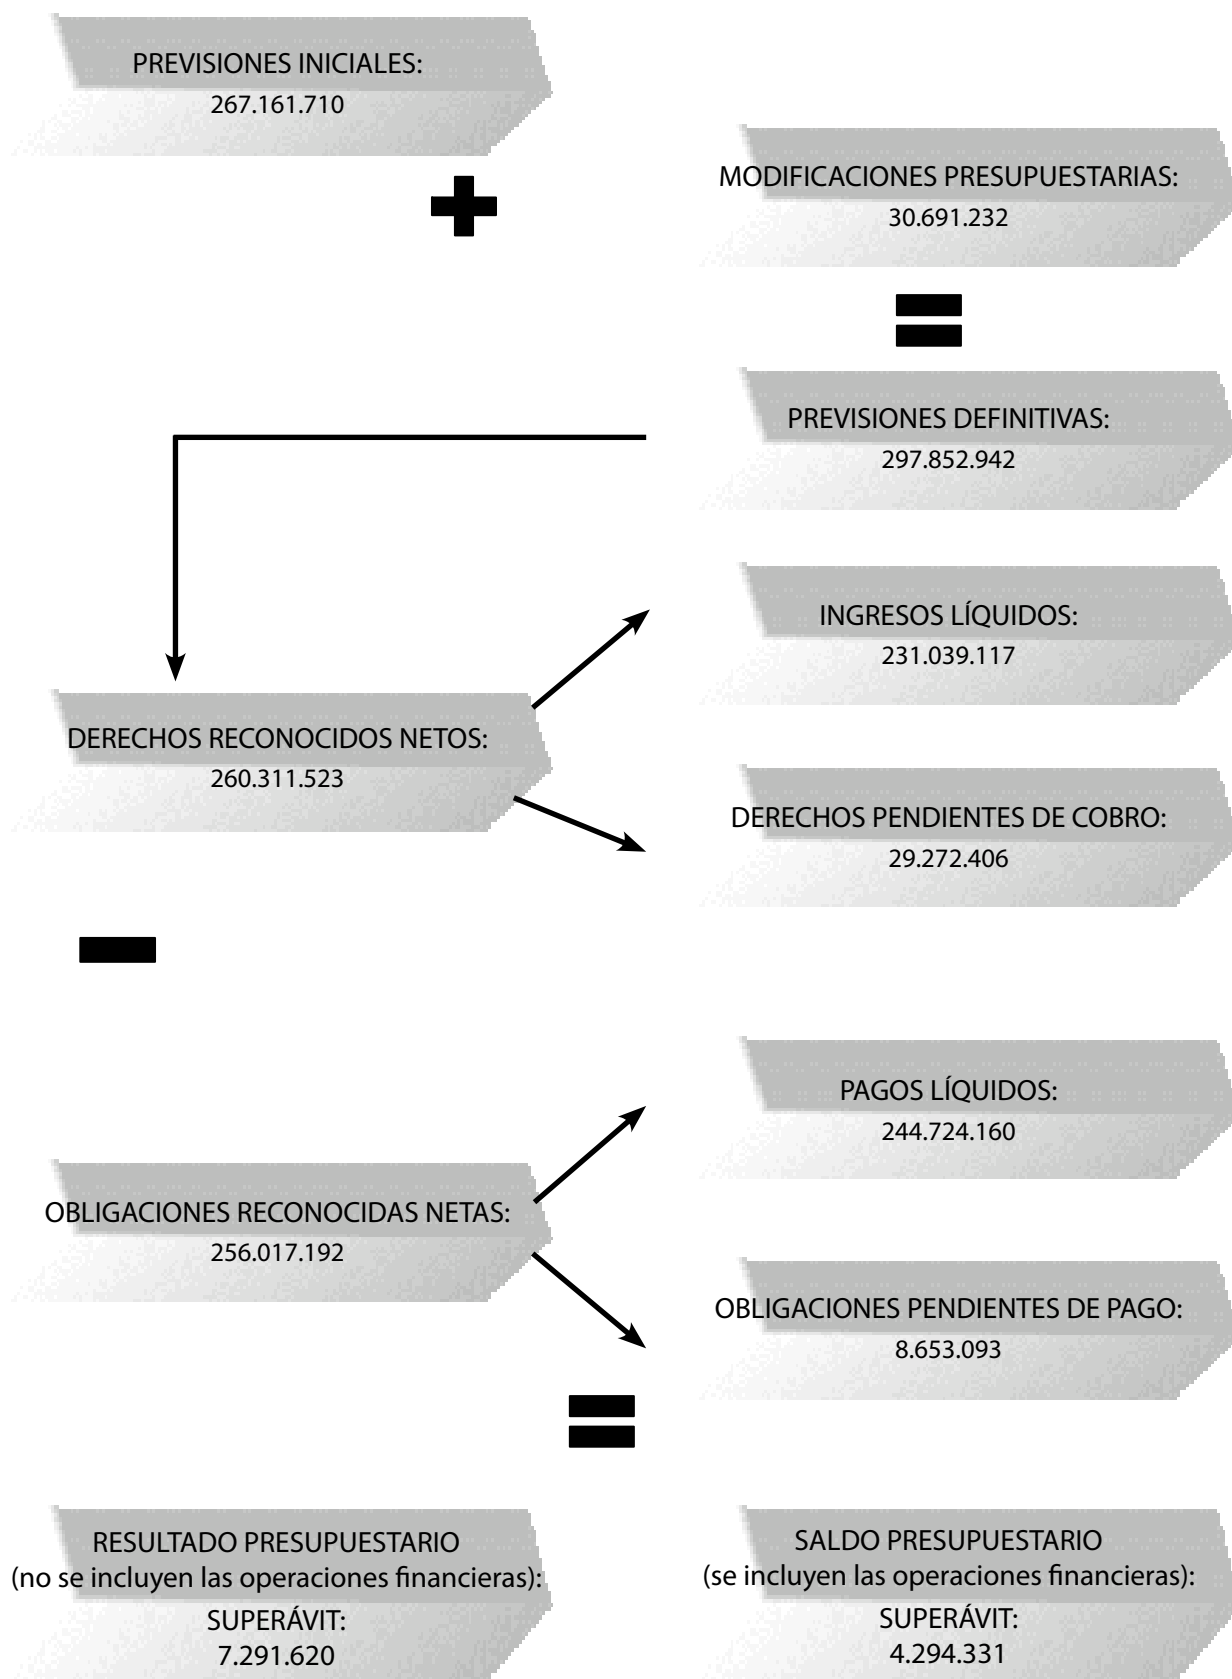 PREVISIONES INICIALES:
267.161.710
MODIFICACIONES PRESUPUESTARIAS:
30.691.232
PREVISIONES DEFINITIVAS:
297.852.942
INGRESOS LÍQUIDOS:
231.039.117
DERECHOS RECONOCIDOS NETOS:
260.311.523
DERECHOS PENDIENTES DE COBRO:
29.272.406
PAGOS LÍQUIDOS:
244.724.160
OBLIGACIONES RECONOCIDAS NETAS:
256.017.192
OBLIGACIONES PENDIENTES DE PAGO:
8.653.093
RESULTADO PRESUPUESTARIO
(no se incluyen las operaciones financieras):
SUPERÁVIT:
7.291.620
SALDO PRESUPUESTARIO
(se incluyen las operaciones financieras):
SUPERÁVIT:
4.294.331